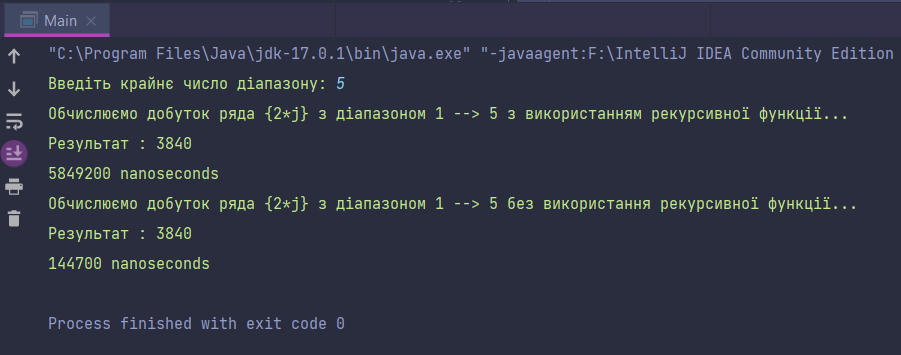 Main
"C:\Program Files\Java\jdk-17.0.1\bin\java.exe" "-javaagent:F:\IntelliJ IDEA Community Edition
Введіть крайнє число діапазону: 5
Обчислюємо добуток ряда {2*j} з діапазоном 1 --> 5 з використанням рекурсивної функції...
Результат : 3840
5849200 nanoseconds
Обчислюємо добуток ряда {2*j} з діапазоном 1 --> 5 без використання рекурсивної функції...
Результат : 3840
144700 nanoseconds
Process finished with exit code 0